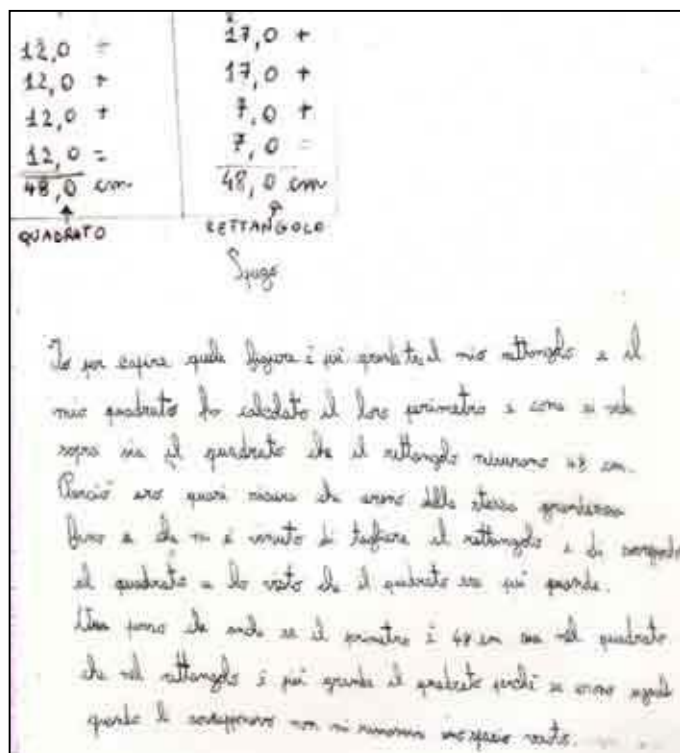 12,0 =
12,0 +
12,0 +
12,0 =
48,0 cm
QUADRATO
17,0 +
17,0 +
7,0 +
7,0 =
48,0 cm
RETTANGOLO
Io per capire quale figura è più grande tra il mio rettangolo e il
mio quadrato ho calcolato il loro perimetro e come si vede
sopra sia il quadrato che il rettangolo misurano 48 cm.
Perciò ero quasi sicura che erano della stessa grandezza
fino a che mi è venuto di tagliare il rettangolo e di
il quadrato e ho visto che il quadrato era più grande.
penso che anche se il perimetro è 48 cm sia nel quadrato
che nel rettangolo è più grande il quadrato perché se erano uguali
quando li sovrapponevo non mi rimaneva uno spazio vuoto.